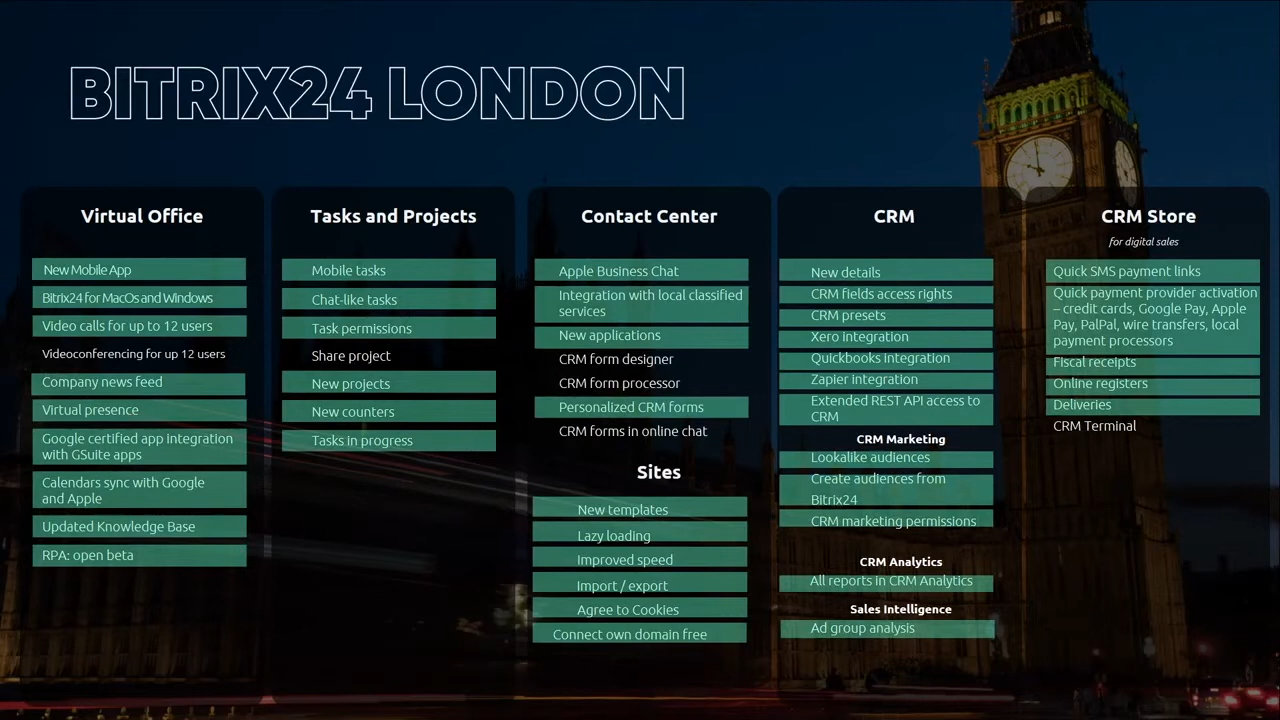 BITRIX24 LONDON
Virtual Office
New Mobile App
Bitrix24 for MacOs and Windows
Video calls for up to 12 users
Videoconferencing for up 12 users
Company news feed
Virtual presence
Google certified app integration
with GSuite apps
Calendars sync with Google
and Apple
Updated Knowledge Base
RPA: open beta
Tasks and Projects
Mobile tasks
Chat-like tasks
Task permissions
Share project
New projects
New counters
Tasks in progress
Contact Center
Apple Business Chat
Integration with local classified
services
New applications
CRM form designer
CRM form processor
Personalized CRM forms
CRM forms in online chat
Sites
New templates
Lazy loading
Improved speed
Import / export
Agree to Cookies
Connect own domain free
CRM
New details
CRM fields access rights
CRM presets
Xero integration
Quickbooks integration
Zapier integration
Extended REST API access to
CRM
CRM Marketing
Lookalike audiences
Create audiences from
Bitrix24
CRM marketing permissions
CRM Analytics
All reports in CRM Analytics
Sales Intelligence
Ad group analysis
CRM Store
for digital sales
Quick SMS payment links
Quick payment provider activation
– credit cards, Google Pay, Apple
Pay, PalPal, wire transfers, local
payment processors
Fiscal receipts
Online registers
Deliveries
CRM Terminal